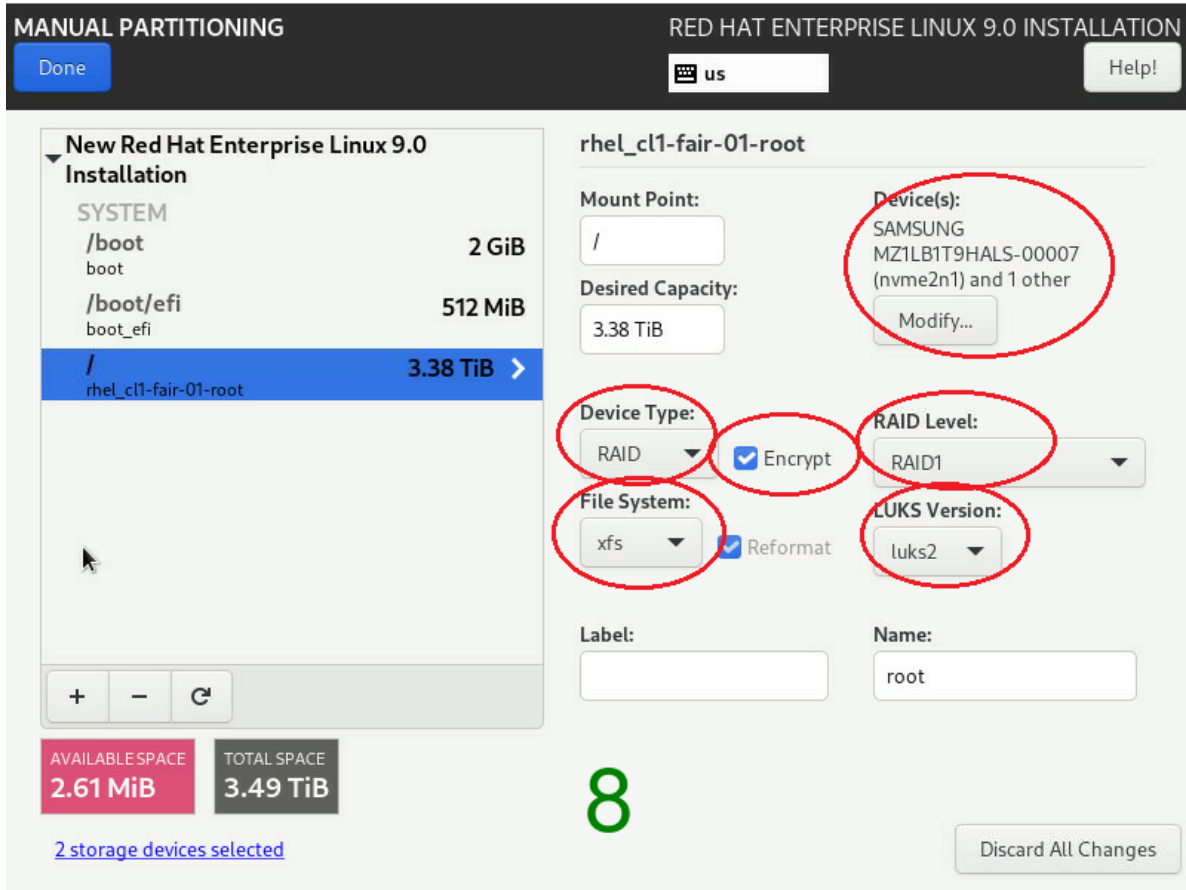 MANUAL PARTITIONING
RED HAT ENTERPRISE LINUX 9.0 INSTALLATION
Done
us
Help!
New Red Hat Enterprise Linux 9.0
Installation
SYSTEM
/boot
2 GiB
boot
/boot/efi
512 MiB
boot_efi
/
3.38 TiB
rhel_cl1-fair-01-root
+ −
AVAILABLE SPACE
2.61 MiB
TOTAL SPACE
3.49 TiB
2 storage devices selected
rhel_cl1-fair-01-root
Mount Point:
/
Device(s):
SAMSUNG
MZ1LB1T9HALS-00007
(nvme2n1) and 1 other
Modify...
Desired Capacity:
3.38 TiB
Device Type:
RAID
Encrypt
RAID Level:
RAID1
File System:
xfs
Reformat
LUKS Version:
luks2
Label:
Name:
root
8
Discard All Changes